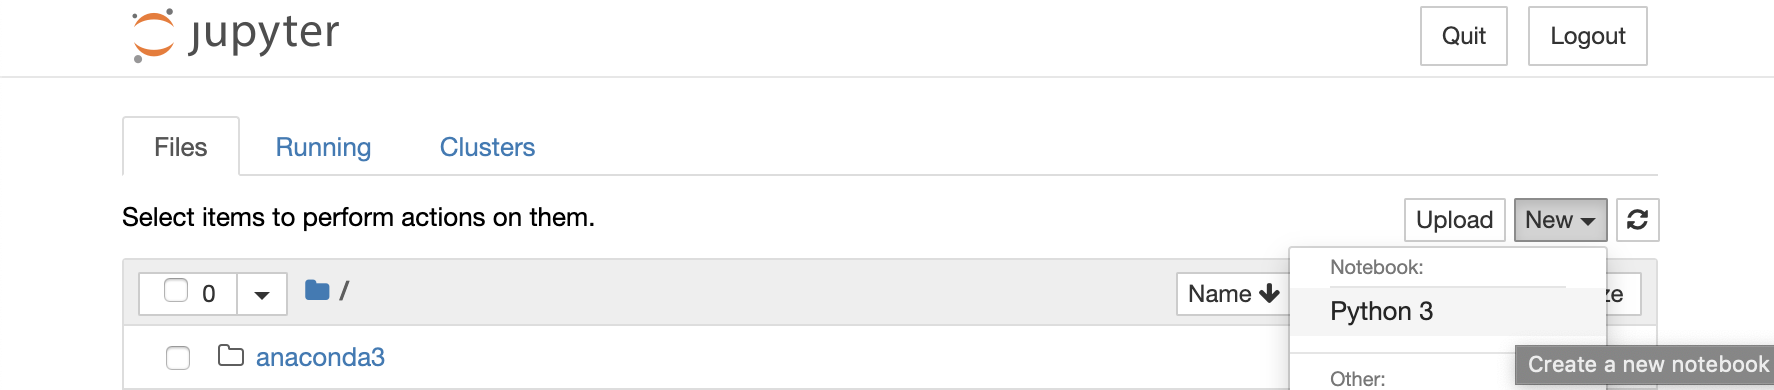 jupyter
Quit
Logout
Files
Running
Clusters
Select items to perform actions on them.
Upload
New
0
/
Name
Notebook:
Python 3
anaconda3
Create a new notebook
Other: